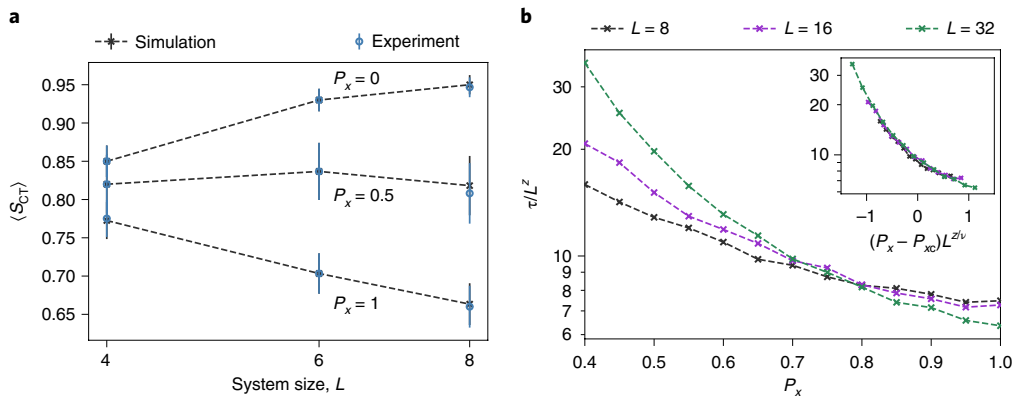 a
Simulation
Experiment
0.95
0.90
0.85
0.80
0.75
0.70
0.65
⟨S_CT⟩
P_x = 0
P_x = 0.5
P_x = 1
4
6
8
System size, L
b
L = 8
L = 16
L = 32
30
20
10
9
8
7
6
τ/L^z
0.4
0.5
0.6
0.7
0.8
0.9
1.0
P_x
30
20
10
−1
0
1
(P_x − P_xc)L^z/ν